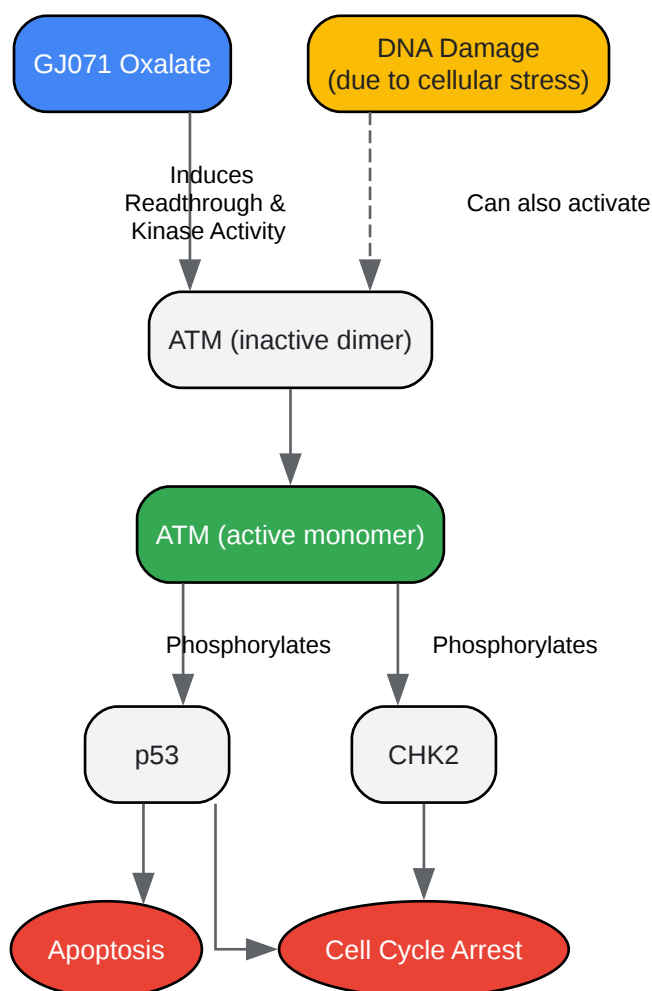 GJ071 Oxalate
DNA Damage
(due to cellular stress)
Induces
Readthrough &
Kinase Activity
Can also activate
ATM (inactive dimer)
ATM (active monomer)
Phosphorylates
Phosphorylates
p53
CHK2
Apoptosis
Cell Cycle Arrest